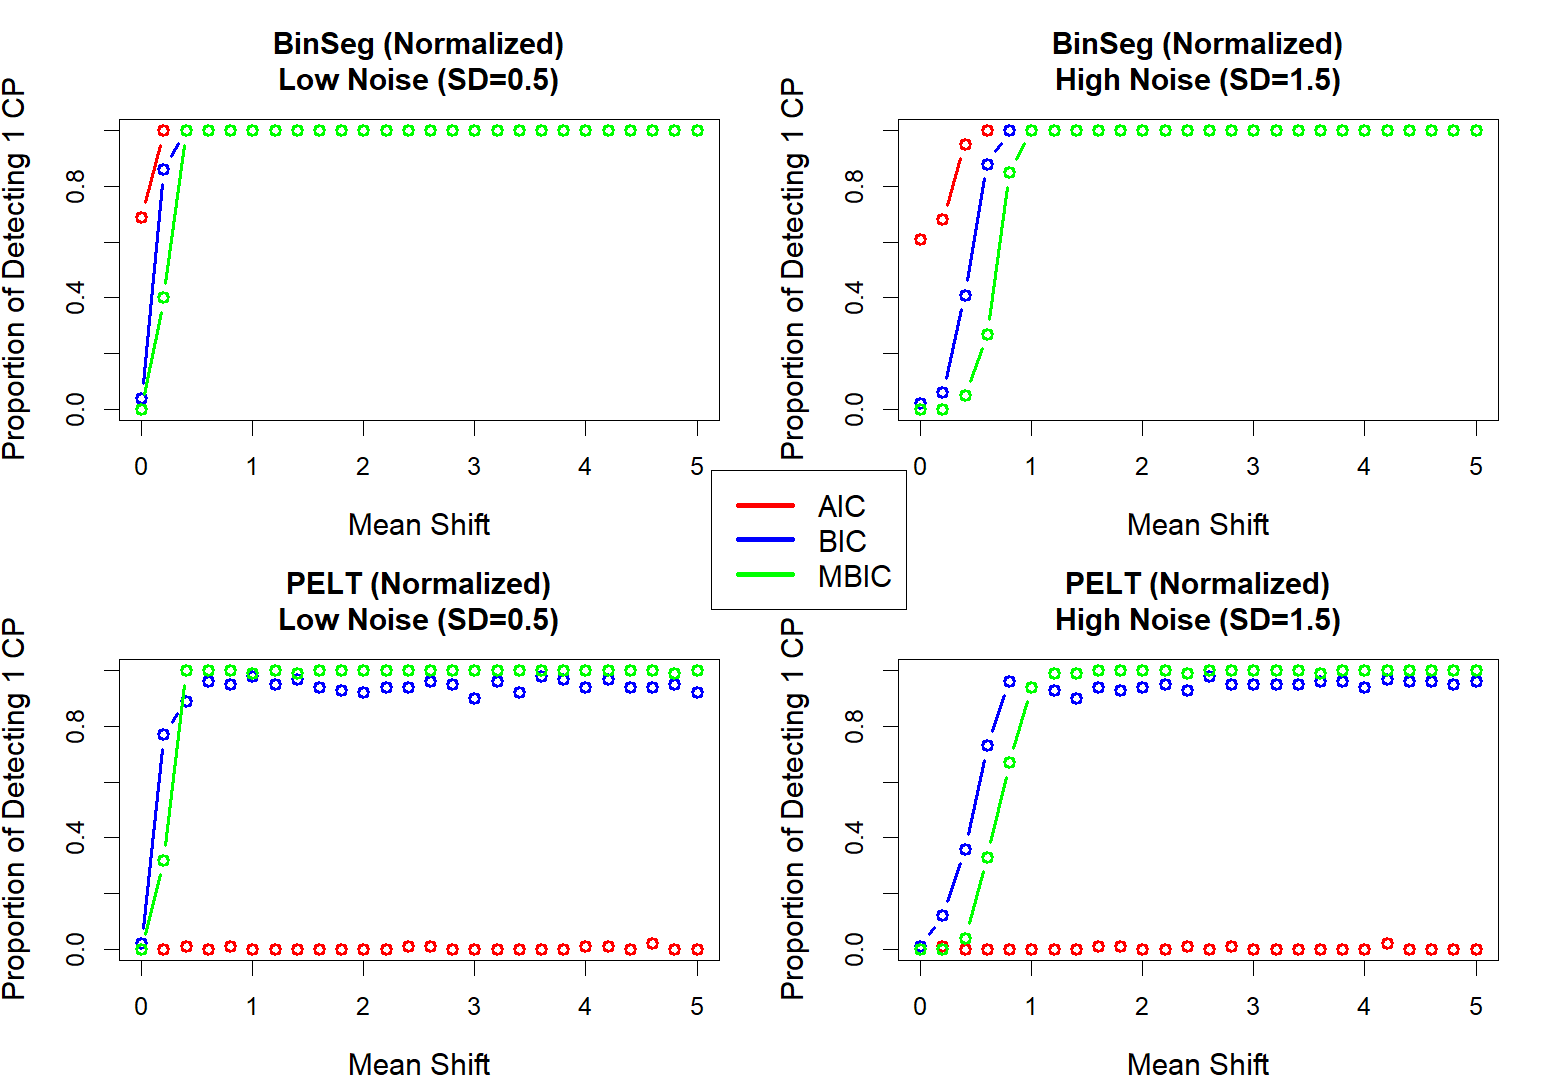 BinSeg (Normalized)
Low Noise (SD=0.5)
Proportion of Detecting 1 CP
0.0 0.4 0.8
0 1 2 3 4 5
Mean Shift
BinSeg (Normalized)
High Noise (SD=1.5)
Proportion of Detecting 1 CP
0.0 0.4 0.8
0 1 2 3 4 5
Mean Shift
AIC
BIC
MBIC
PELT (Normalized)
Low Noise (SD=0.5)
Proportion of Detecting 1 CP
0.0 0.4 0.8
0 1 2 3 4 5
Mean Shift
PELT (Normalized)
High Noise (SD=1.5)
Proportion of Detecting 1 CP
0.0 0.4 0.8
0 1 2 3 4 5
Mean Shift